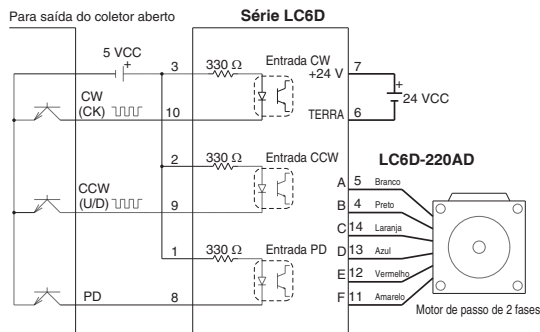 Para saída do coletor aberto
Série LC6D
5 VCC
+
3
330 Ω
Entrada CW
+24 V
7
+
24 VCC
CW
(CK)
10
TERRA
6
2
330 Ω
Entrada CCW
LC6D-220AD
CCW
(U/D)
9
A 5 Branco
B 4 Preto
C 14 Laranja
D 13 Azul
E 12 Vermelho
F 11 Amarelo
1
330 Ω
Entrada PD
PD
8
Motor de passo de 2 fases